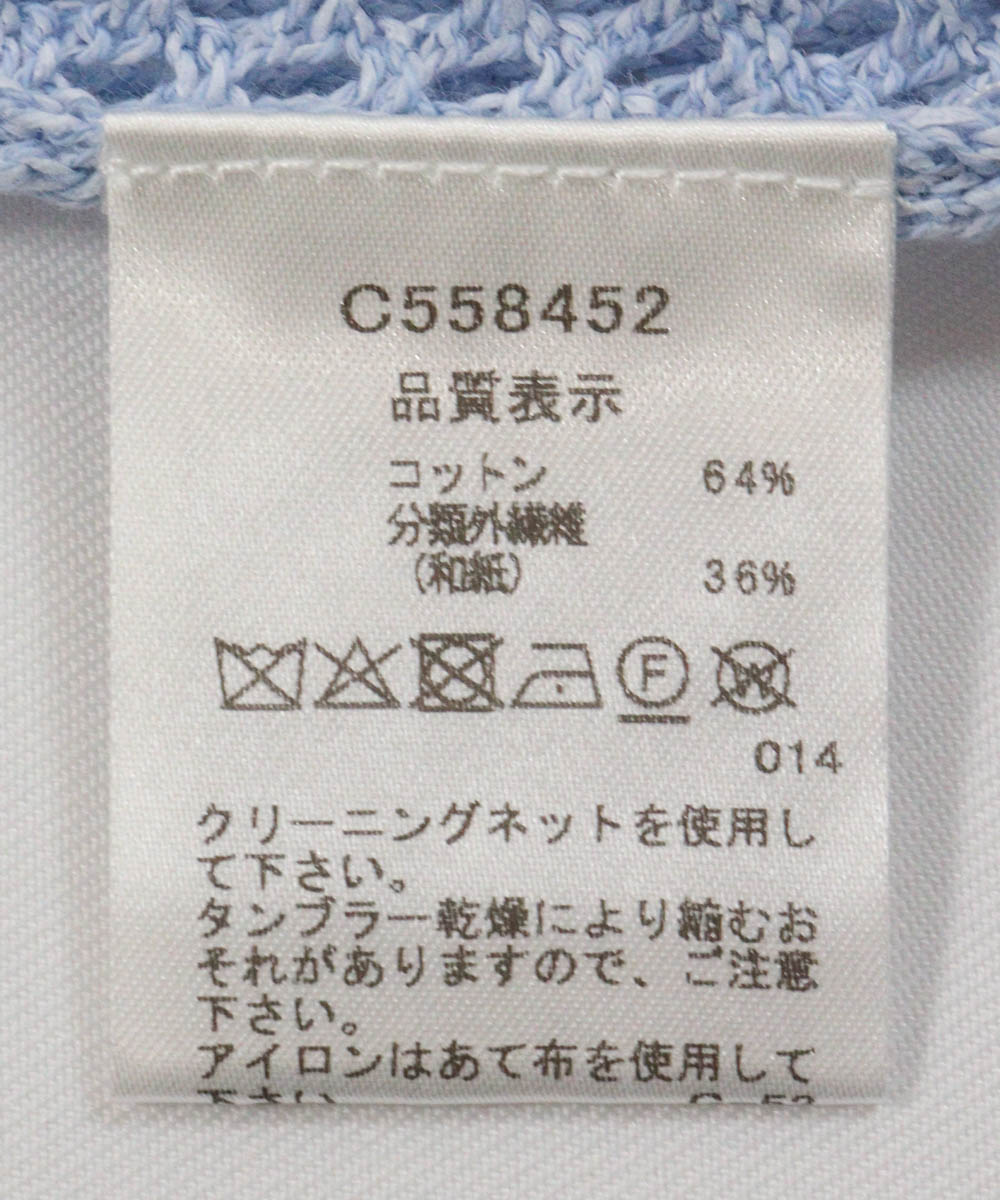 C558452
品質表示
コットン 64%
分類外繊維
(和紙) 36%
F W
014
クリーニングネットを使用し
て下さい。
タンブラー乾燥により縮むお
それがありますので、ご注意
下さい。
アイロンはあて布を使用して
下さい